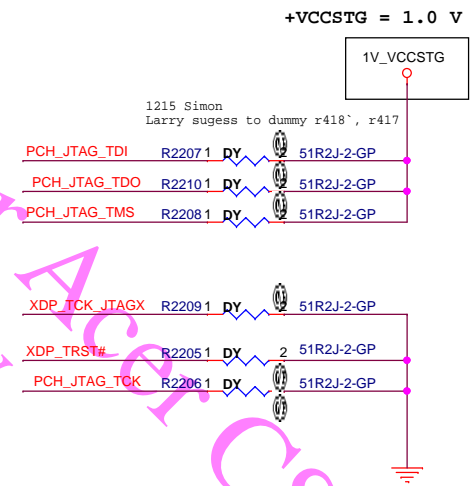 +VCCSTG = 1.0 V
1V_VCCSTG
1215 Simon
Larry sugess to dummy r418`, r417
PCH_JTAG_TDI R2207 1 DY 2 51R2J-2-GP
PCH_JTAG_TDO R2210 1 DY 2 51R2J-2-GP
PCH_JTAG_TMS R2208 1 DY 2 51R2J-2-GP
XDP_TCK_JTAGX R2209 1 DY 2 51R2J-2-GP
XDP_TRST# R2205 1 DY 2 51R2J-2-GP
PCH_JTAG_TCK R2206 1 DY 51R2J-2-GP
Acer